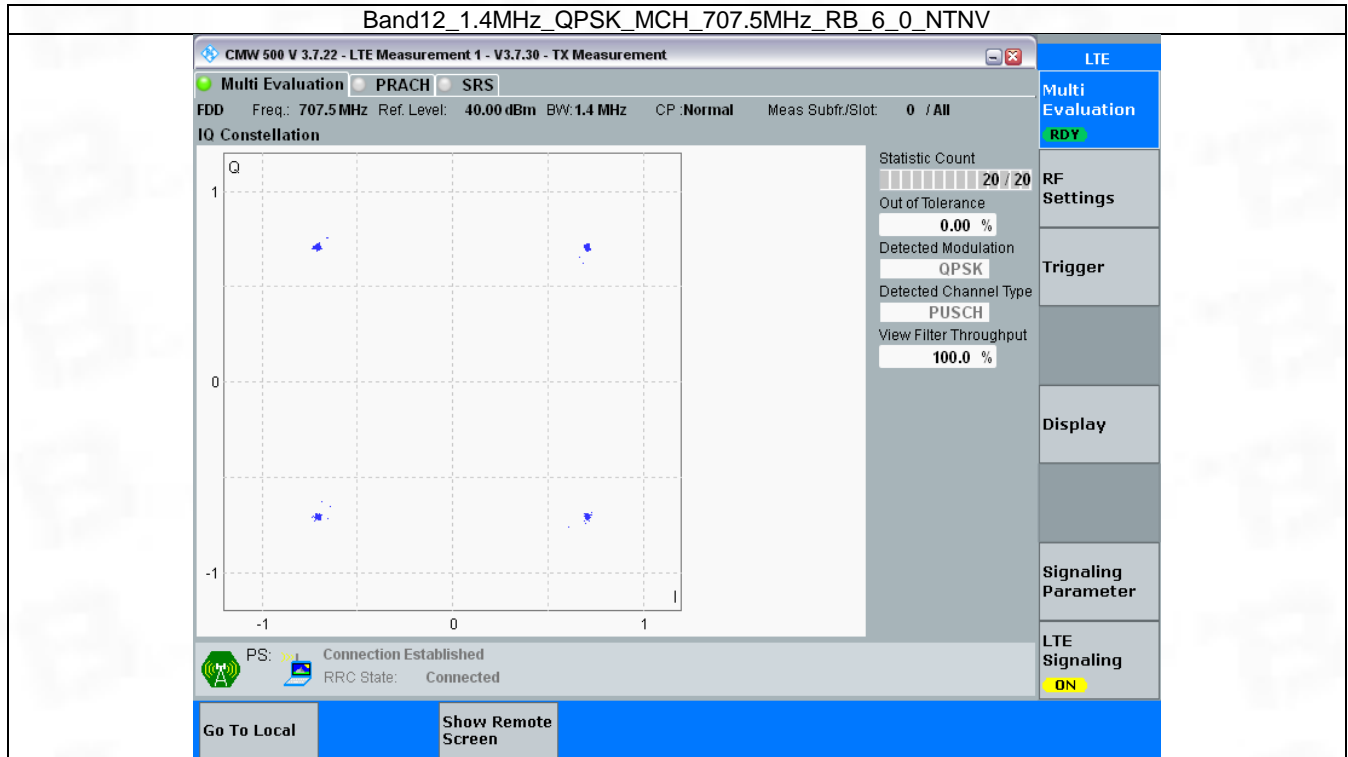 Band12_1.4MHz_QPSK_MCH_707.5MHz_RB_6_0_NTNV
CMW 500 V 3.7.22 - LTE Measurement 1 - V3.7.30 - TX Measurement
Multi Evaluation PRACH SRS
FDD Freq.: 707.5 MHz Ref. Level: 40.00 dBm BW: 1.4 MHz CP :Normal Meas Subfr./Slot: 0 / All
IQ Constellation
Q
1
0
-1
I
-1 0 1
Statistic Count
20 / 20
Out of Tolerance
0.00 %
Detected Modulation
QPSK
Detected Channel Type
PUSCH
View Filter Throughput
100.0 %
PS: Connection Established
RRC State: Connected
LTE
Multi
Evaluation
RDY
RF
Settings
Trigger
Display
Signaling
Parameter
LTE
Signaling
ON
Go To Local
Show Remote
Screen